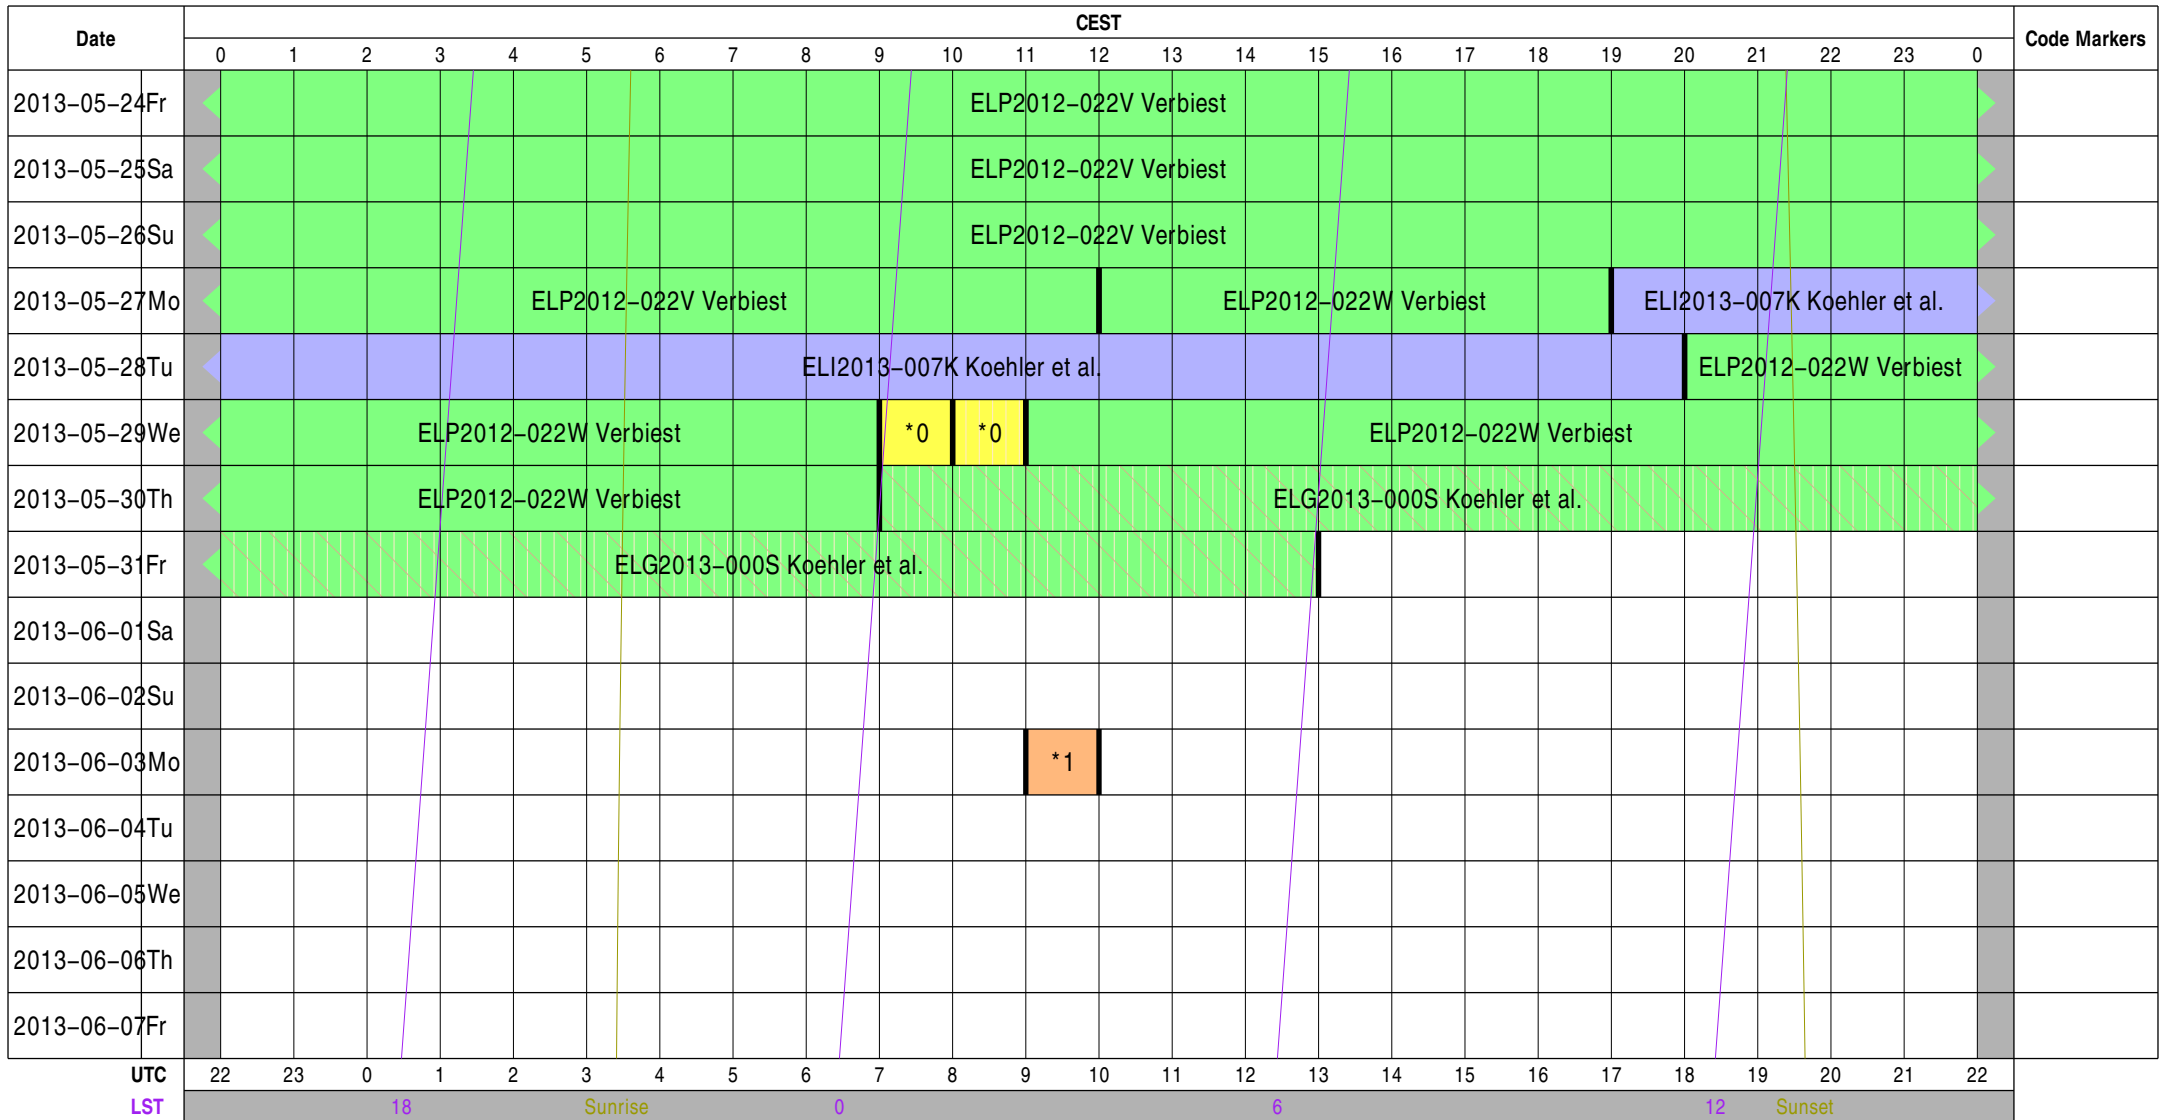 Date CEST Code Markers
0 1 2 3 4 5 6 7 8 9 10 11 12 13 14 15 16 17 18 19 20 21 22 23 0
2013-05-24Fr ELP2012-022V Verbiest
2013-05-25Sa ELP2012-022V Verbiest
2013-05-26Su ELP2012-022V Verbiest
2013-05-27Mo ELP2012-022V Verbiest ELP2012-022W Verbiest ELI2013-007K Koehler et al.
2013-05-28Tu ELI2013-007K Koehler et al. ELP2012-022W Verbiest
2013-05-29We ELP2012-022W Verbiest *0 *0 ELP2012-022W Verbiest
2013-05-30Th ELP2012-022W Verbiest ELG2013-000S Koehler et al.
2013-05-31Fr ELG2013-000S Koehler et al.
2013-06-01Sa
2013-06-02Su
2013-06-03Mo *1
2013-06-04Tu
2013-06-05We
2013-06-06Th
2013-06-07Fr
UTC 22 23 0 1 2 3 4 5 6 7 8 9 10 11 12 13 14 15 16 17 18 19 20 21 22
LST 18 Sunrise 0 6 12 Sunset